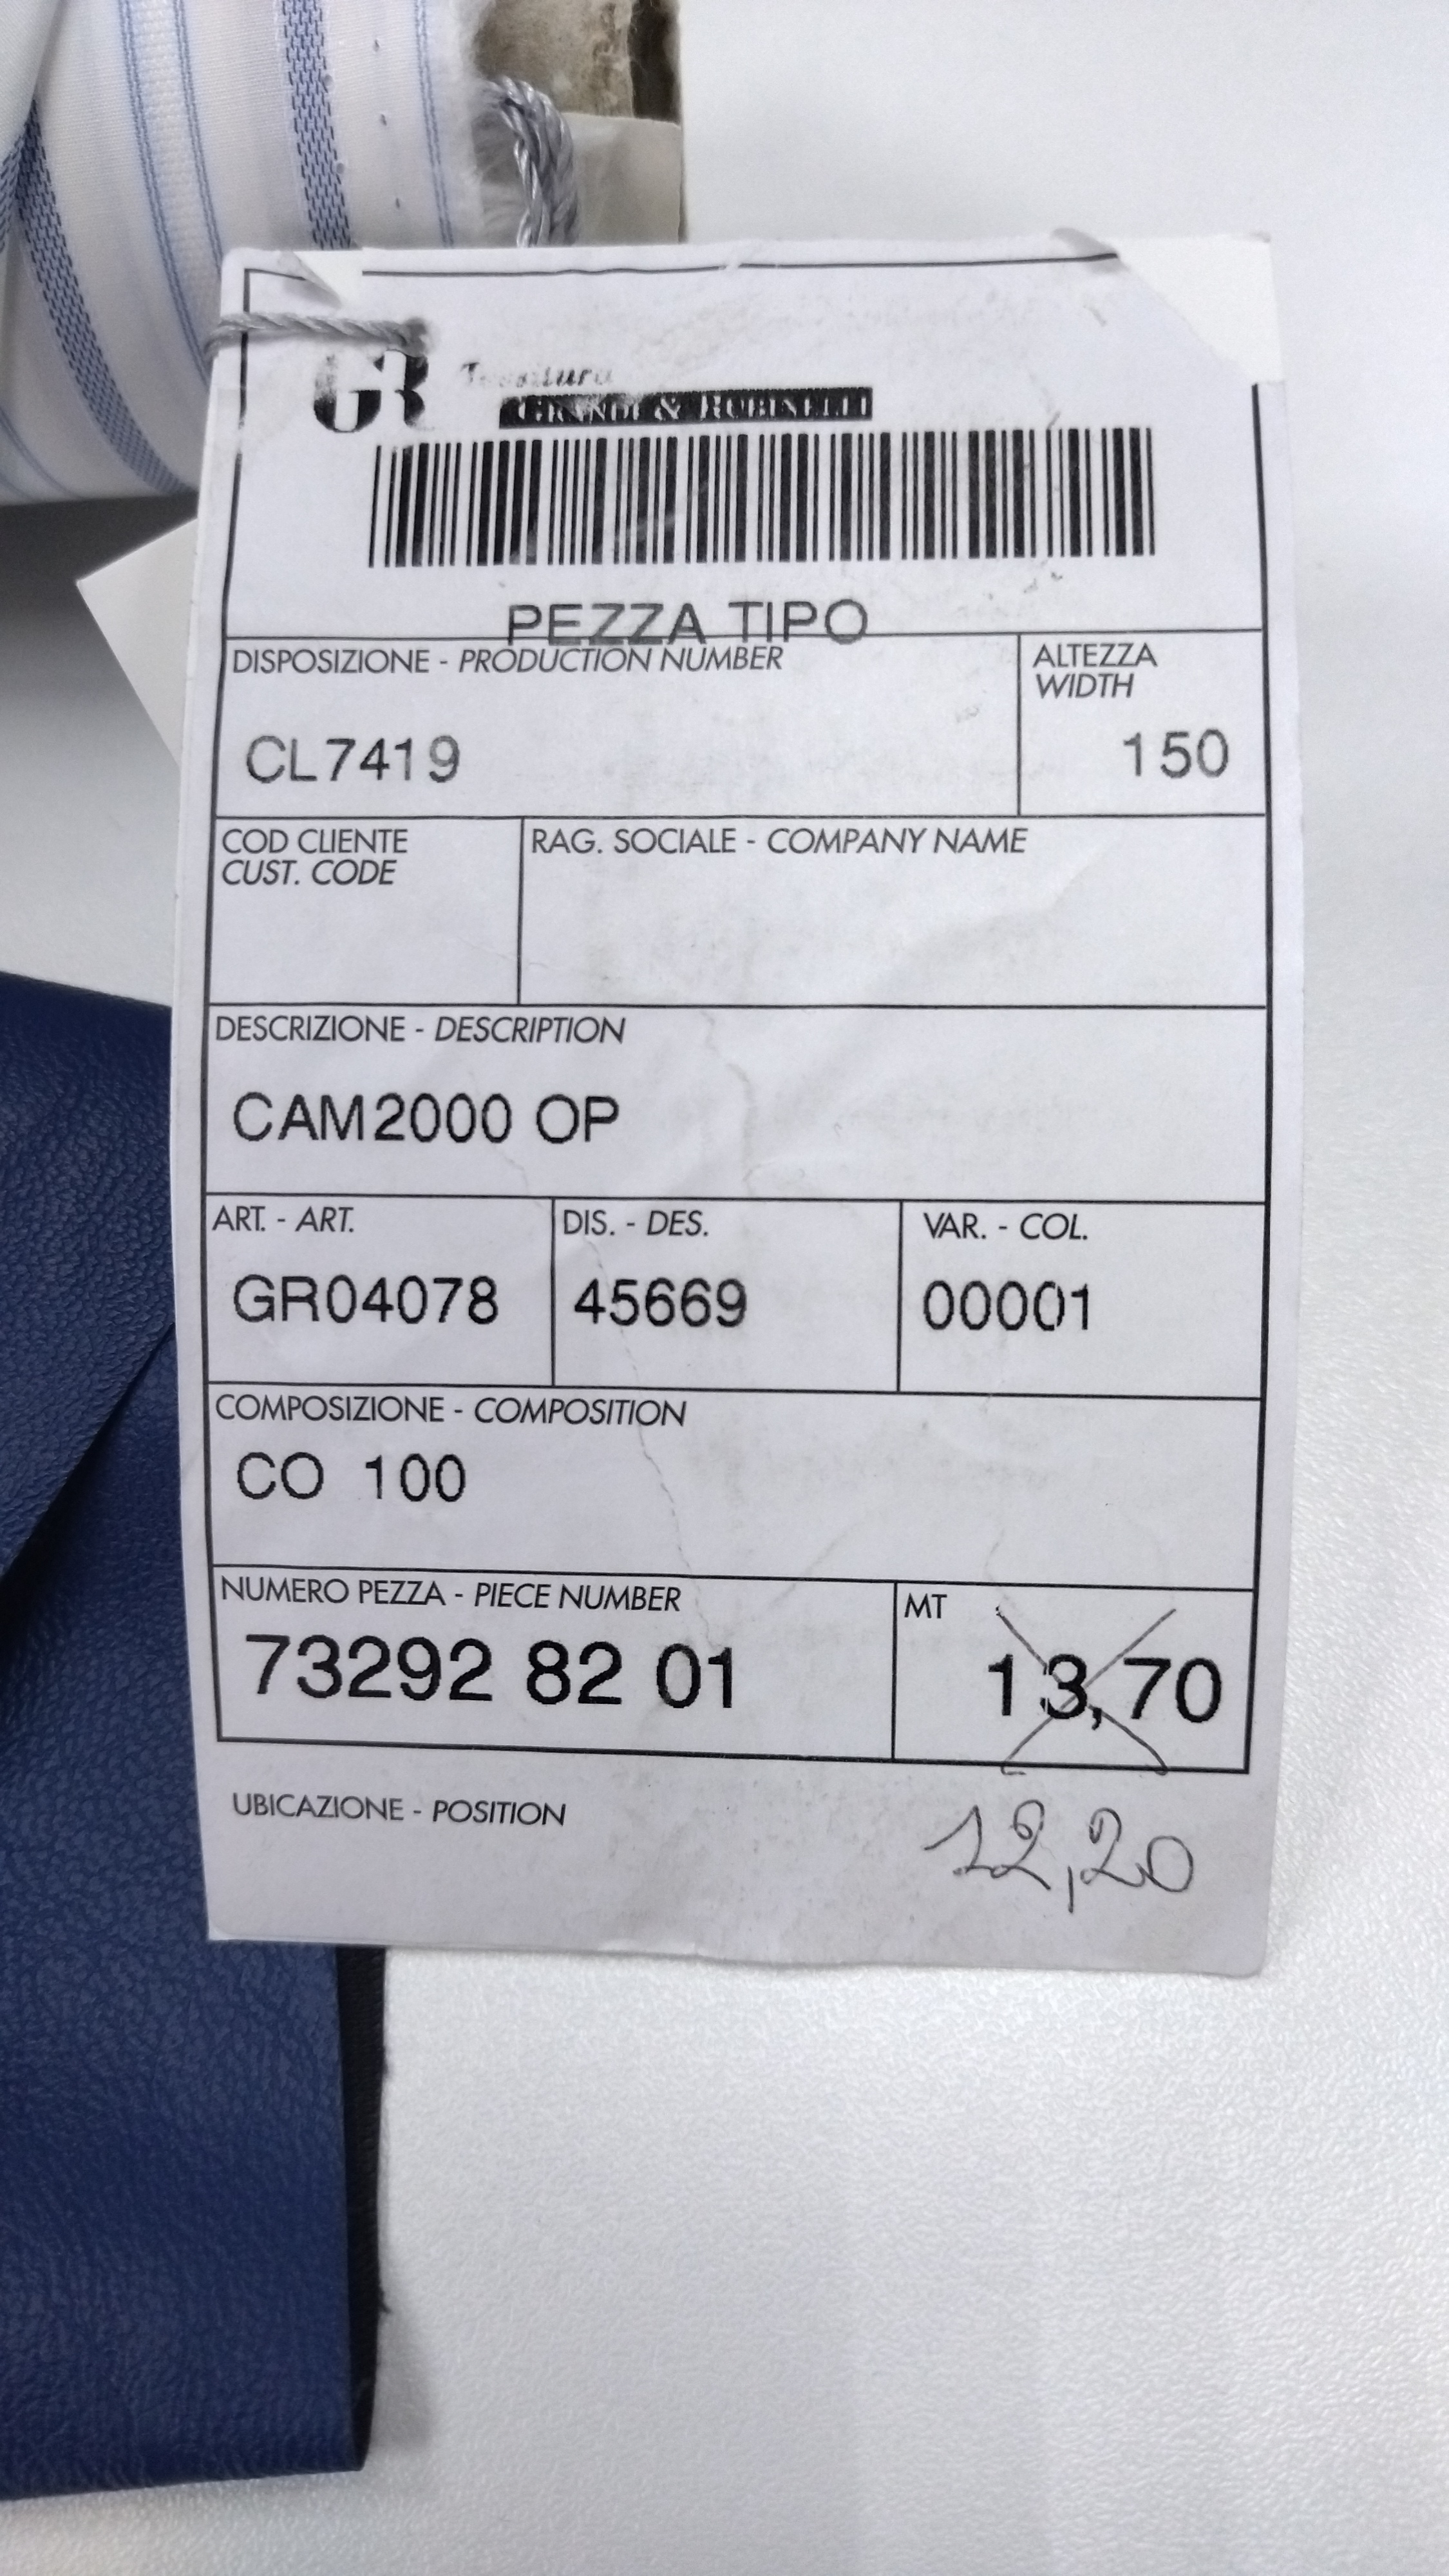 GR Tessitura
GRANDI & RUBINELLI
PEZZA TIPO
DISPOSIZIONE - PRODUCTION NUMBER
CL7419
ALTEZZA
WIDTH
150
COD CLIENTE
CUST. CODE
RAG. SOCIALE - COMPANY NAME
DESCRIZIONE - DESCRIPTION
CAM2000 OP
ART. - ART.
GR04078
DIS. - DES.
45669
VAR. - COL.
00001
COMPOSIZIONE - COMPOSITION
CO 100
NUMERO PEZZA - PIECE NUMBER
73292 82 01
MT
13,70
UBICAZIONE - POSITION
12,20